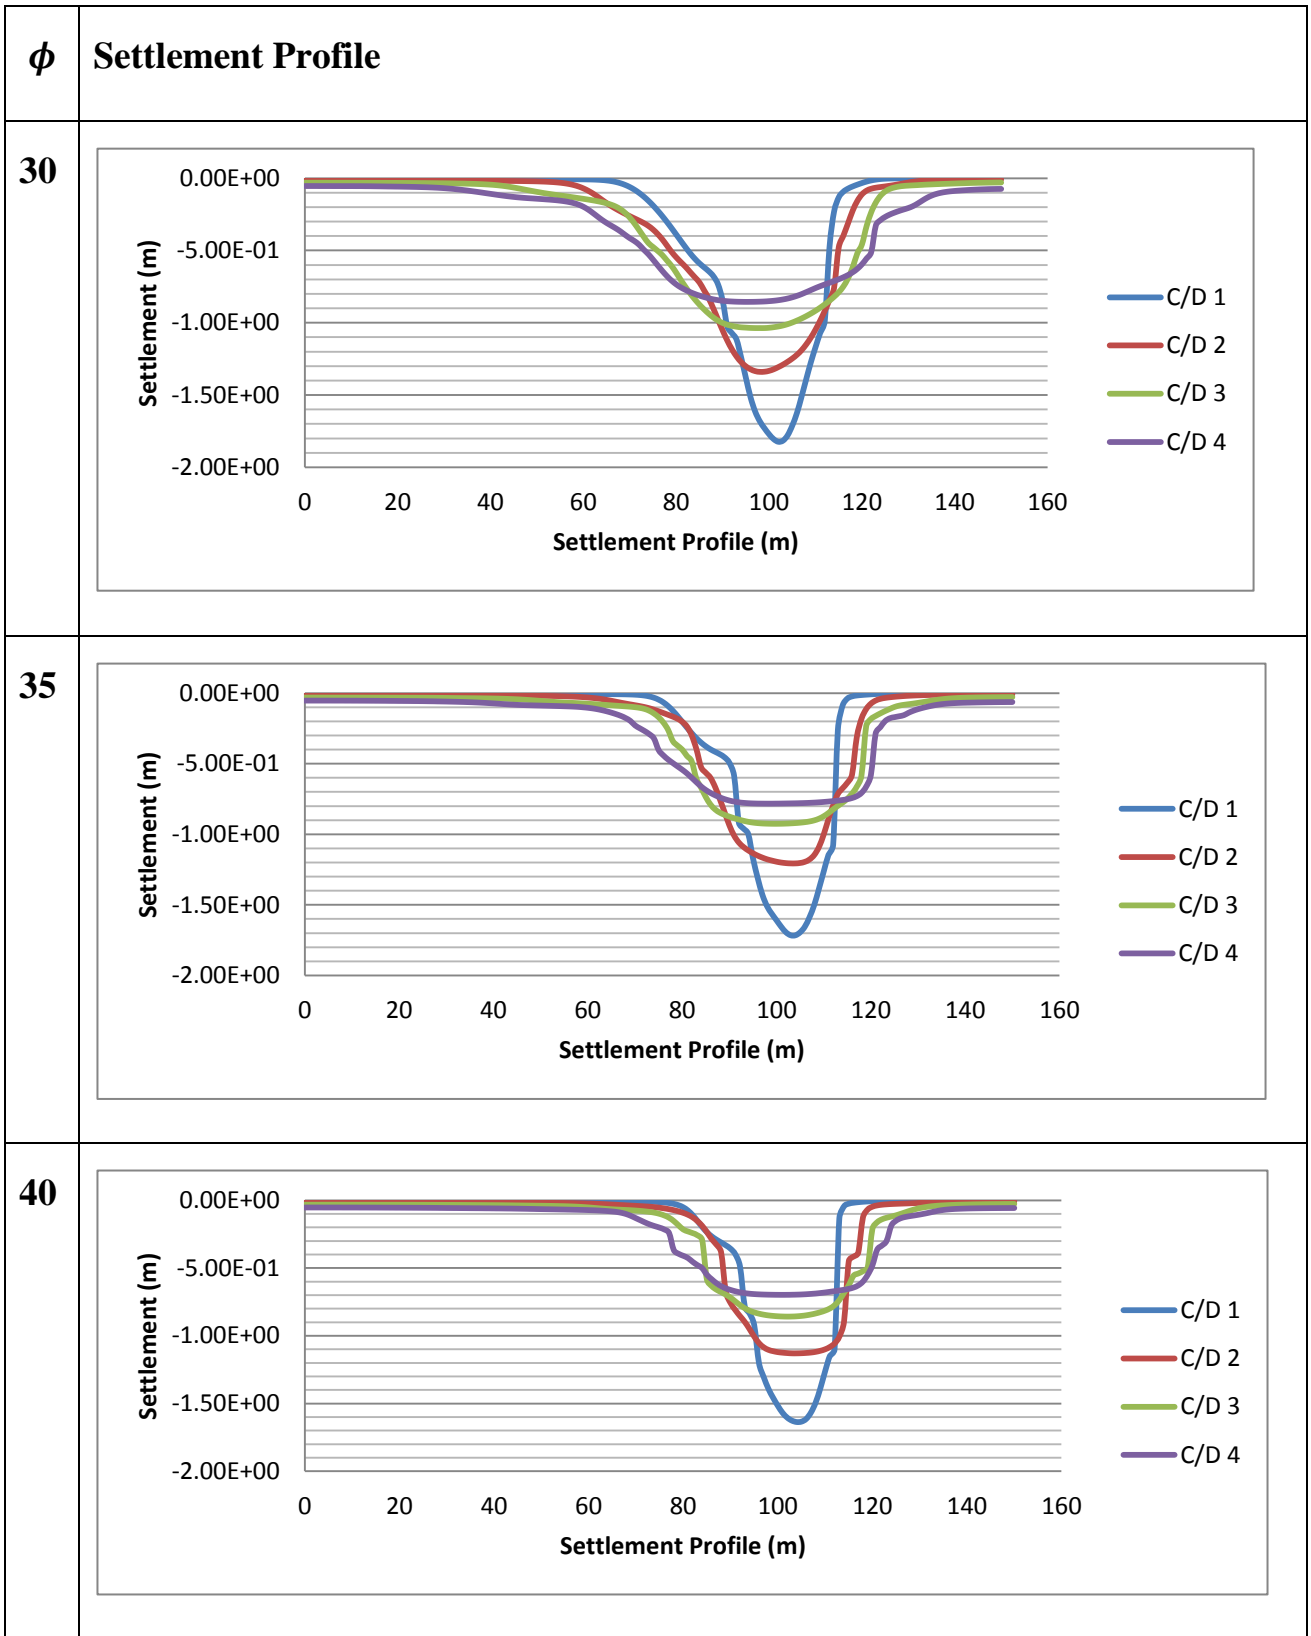 ϕ Settlement Profile
30
0.00E+00
-5.00E-01
-1.00E+00
-1.50E+00
-2.00E+00
Settlement (m)
0 20 40 60 80 100 120 140 160
Settlement Profile (m)
C/D 1
C/D 2
C/D 3
C/D 4
35
0.00E+00
-5.00E-01
-1.00E+00
-1.50E+00
-2.00E+00
Settlement (m)
0 20 40 60 80 100 120 140 160
Settlement Profile (m)
C/D 1
C/D 2
C/D 3
C/D 4
40
0.00E+00
-5.00E-01
-1.00E+00
-1.50E+00
-2.00E+00
Settlement (m)
0 20 40 60 80 100 120 140 160
Settlement Profile (m)
C/D 1
C/D 2
C/D 3
C/D 4